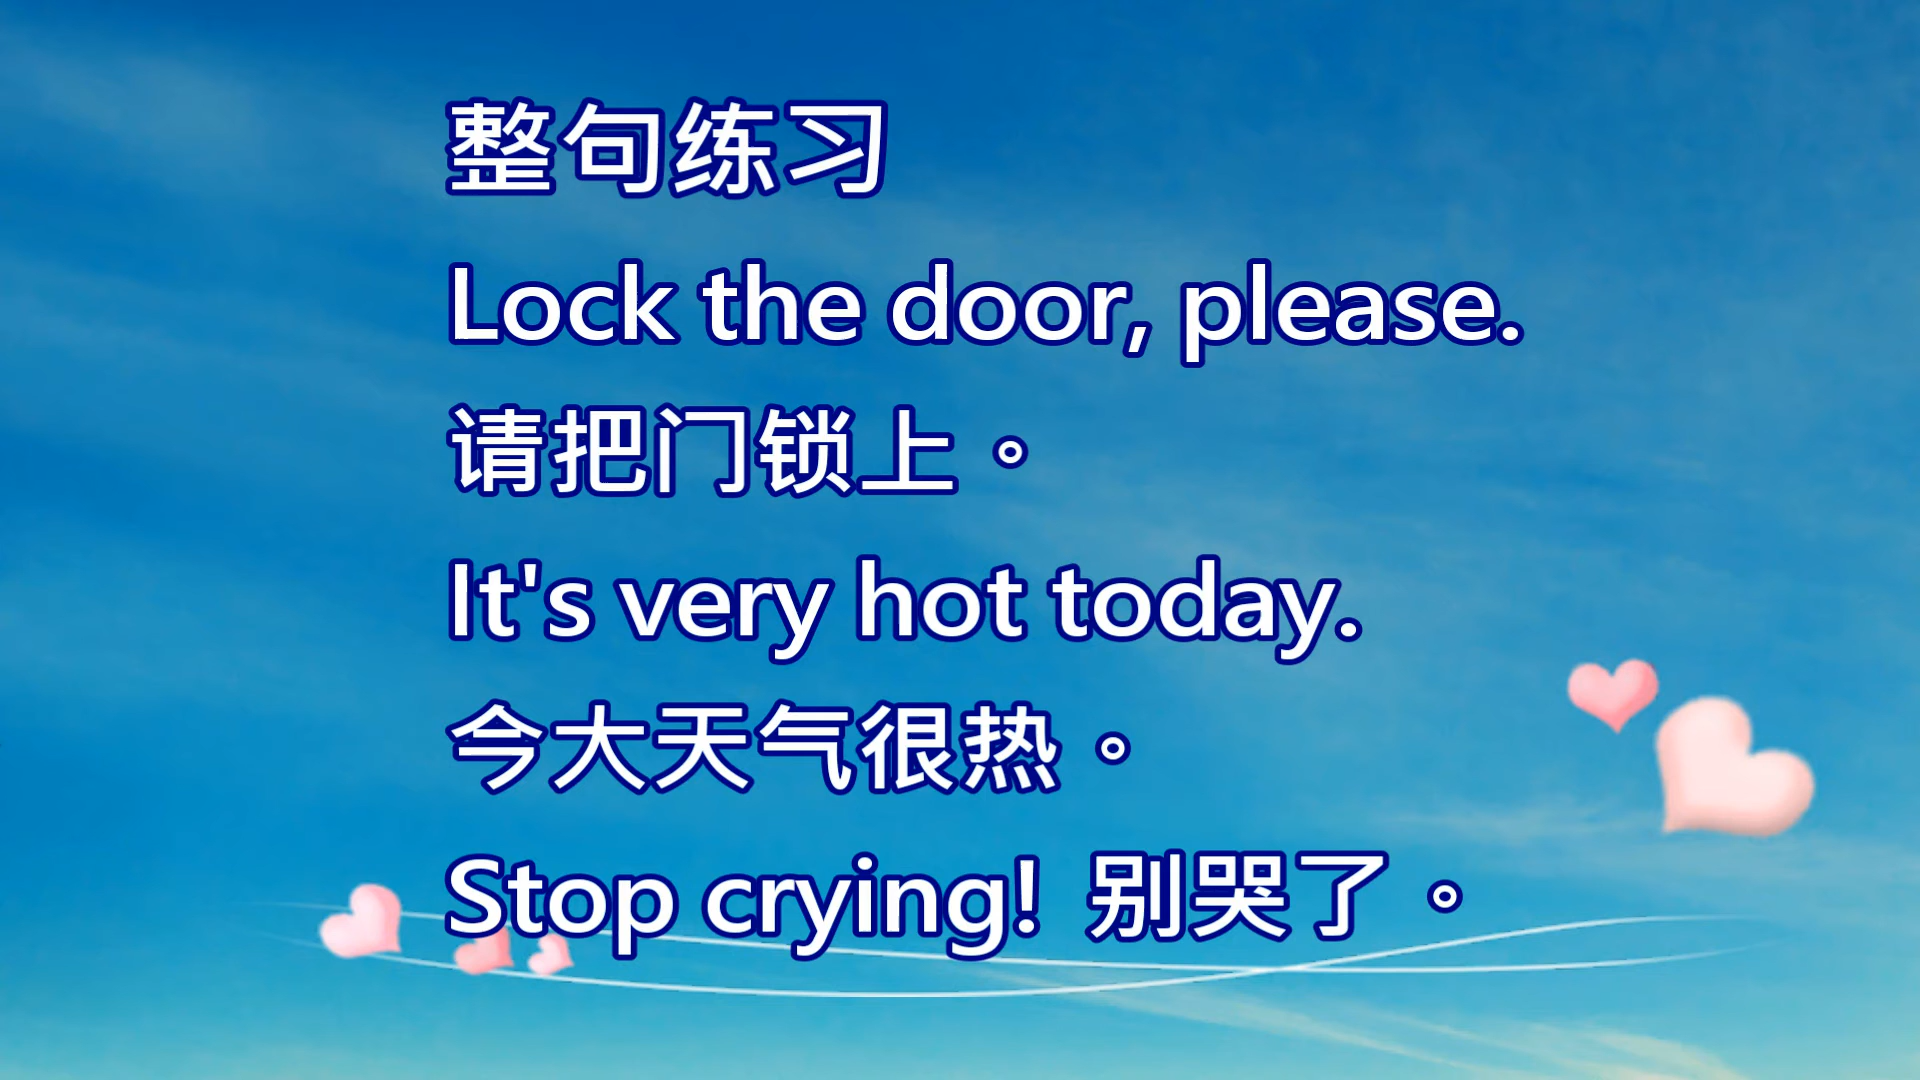 整句练习
Lock the door, please.
请把门锁上。
It's very hot today.
今大天气很热。
Stop crying! 别哭了。